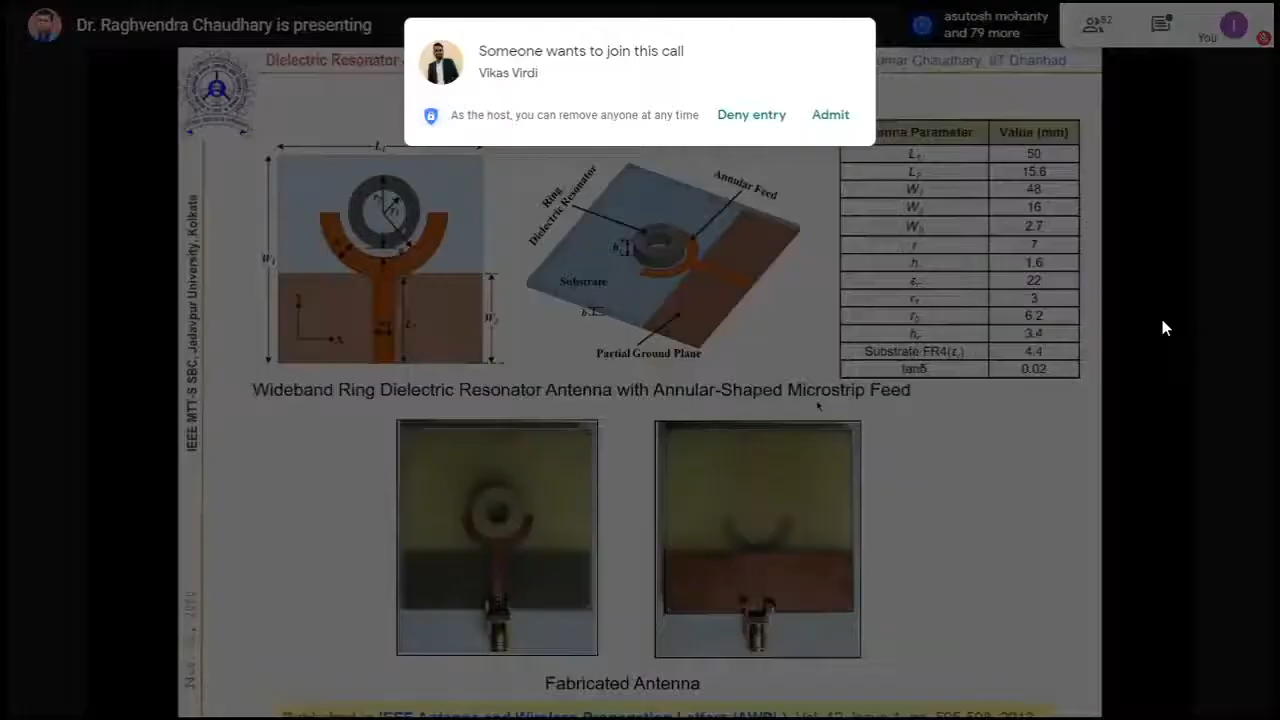 Dr. Raghvendra Chaudhary is presenting
Someone wants to join this call
Vikas Virdi
As the host, you can remove anyone at any time
Deny entry
Admit
asutosh mohanty
and 79 more
82
You
I
Dielectric Resonator
umar Chaudhary, IIT Dhanbad
IEEE MTT-S SBC, Jadavpur University, Kolkata
Ring
Dielectric Resonator
Annular Feed
Substrate
Partial Ground Plane
enna Parameter Value (mm)
50
15.6
48
16
2.7
7
h 1.6
22
3
6.2
3.4
Substrate FR4(εr) 4.4
tanδ 0.02
Wideband Ring Dielectric Resonator Antenna with Annular-Shaped Microstrip Feed
Fabricated Antenna